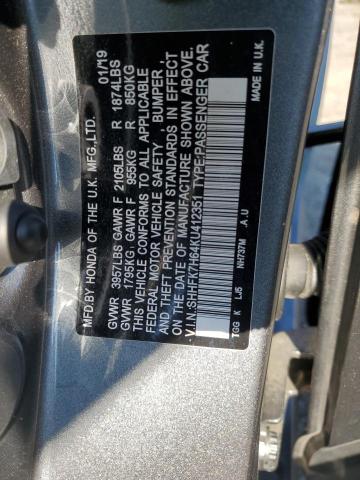 MFD.BY HONDA OF THE U.K. MFG.,LTD. 01/19
GVWR 3957LBS GAWR F 2105LBS R 1874LBS
GVWR 1795KG GAWR F 955KG R 850KG
THIS VEHICLE CONFORMS TO ALL APPLICABLE
FEDERAL MOTOR VEHICLE SAFETY , BUMPER ,
AND THEFT PREVENTION STANDARDS IN EFFECT
ON THE DATE OF MANUFACTURE SHOWN ABOVE.
V.I.N.:SHHFK7H64KU412351 TYPE:PASSENGER CAR
TGG K LJ5 NH737M .A.U MADE IN U.K.